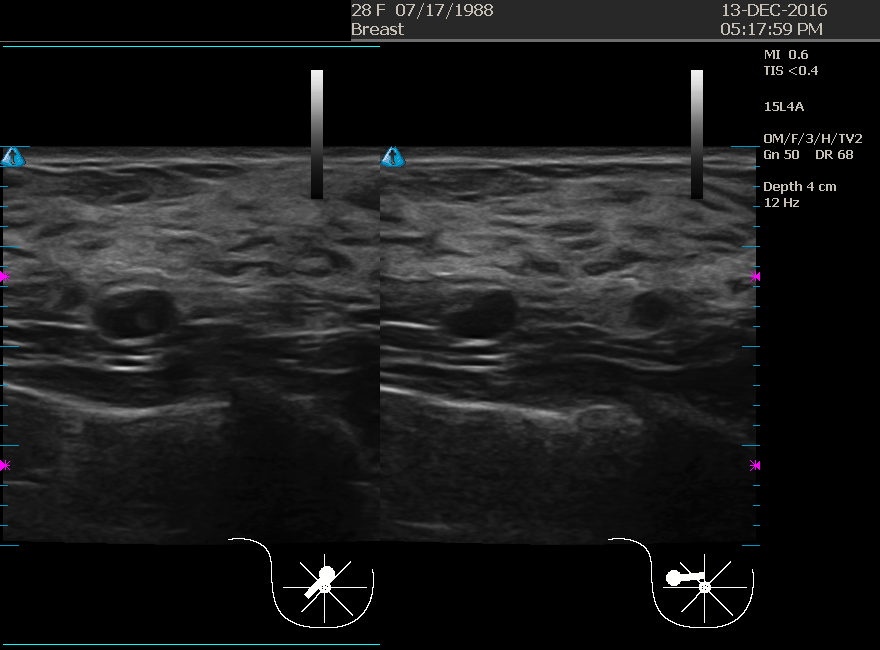 28 F 07/17/1988
13-DEC-2016
Breast
05:17:59 PM
MI 0.6
TIS <0.4
15L4A
OM/F/3/H/TV2
Gn 50 DR 68
Depth 4 cm
12 Hz